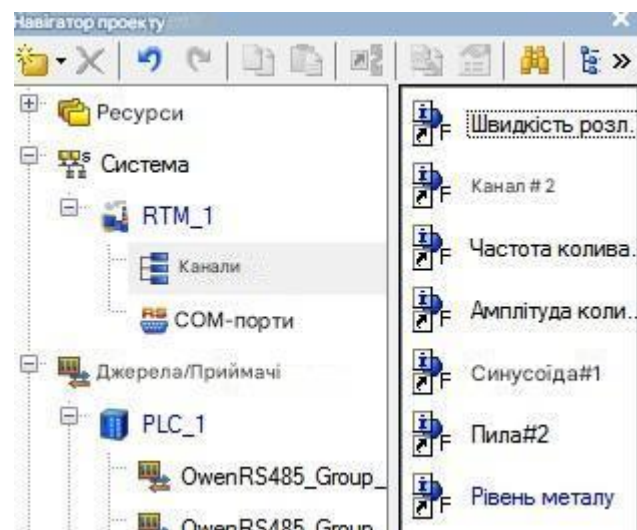 Навігатор проекту
Ресурси
Система
RTM_1
Канали
COM-порти
Джерела/Приймачі
PLC_1
OwenRS485_Group_
OwenRS485_Group
Швидкість розл...
Канал # 2
Частота колива.
Амплітуда коли..
Синусоїда#1
Пила#2
Рівень металу